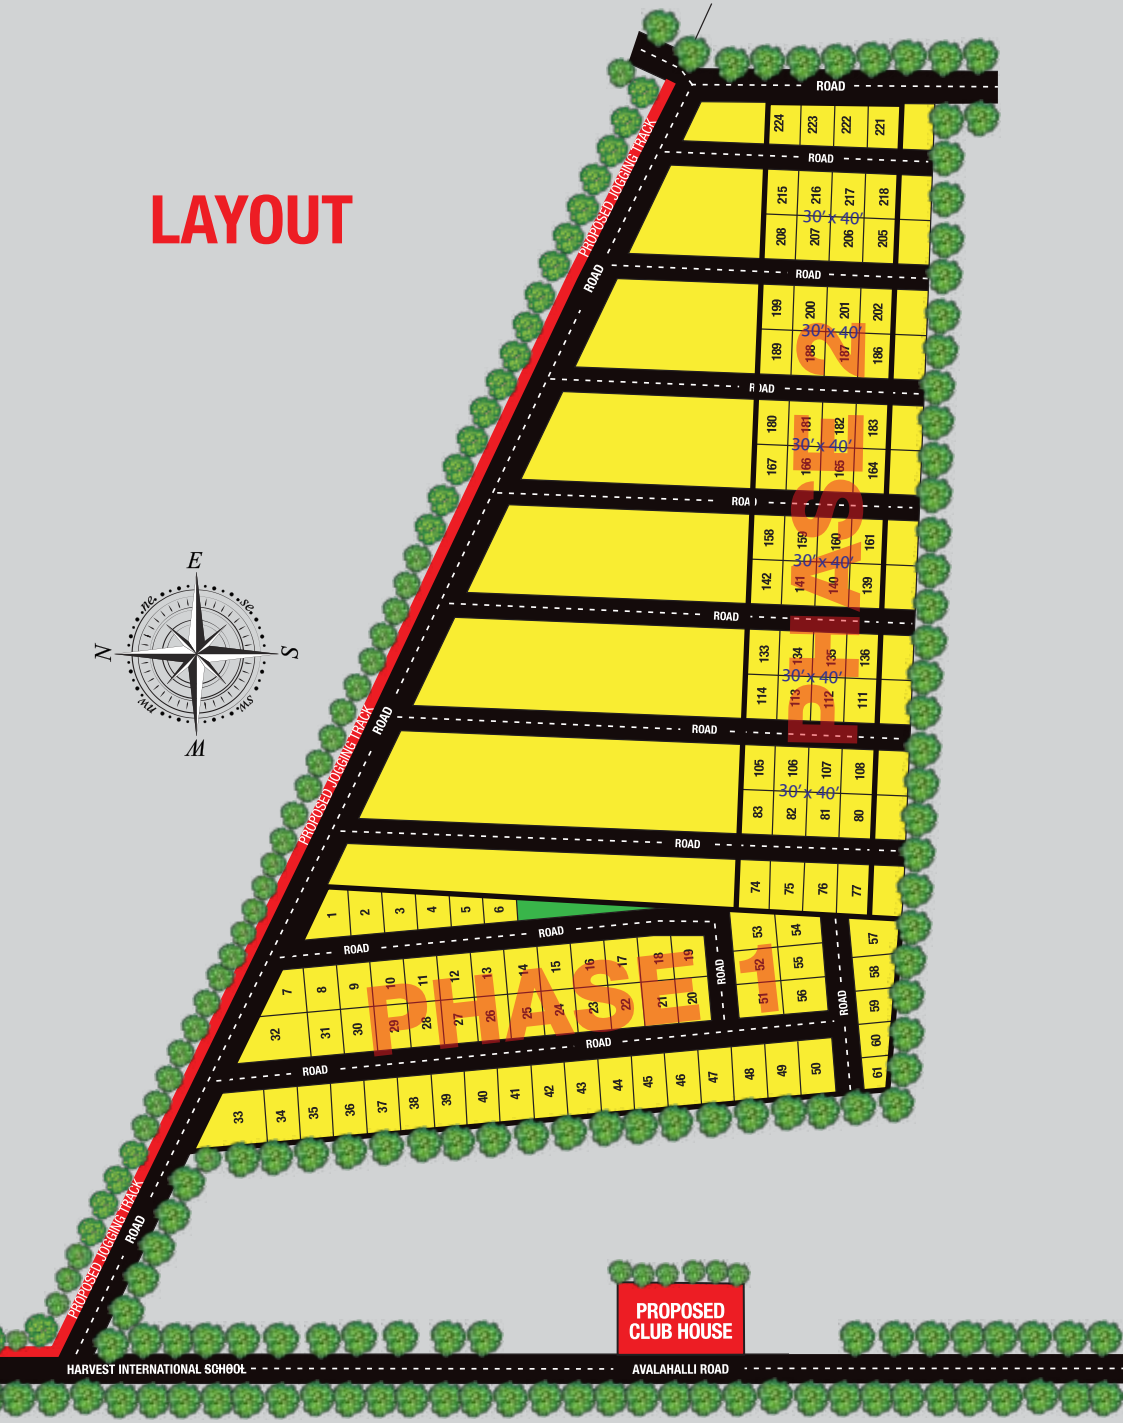 ROAD
224 223 222 221
ROAD
LAYOUT
PROPOSED JOGGING TRACK
ROAD
215 216 217 218
30' x 40'
208 207 206 205
ROAD
199 200 201 202
30' x 40'
189 188 187 186
ROAD
180 181 182 183
30' x 40'
167 166 165 164
ROAD
158 159 160 161
30' x 40'
142 141 140 139
ROAD
133 134 135 136
30' x 40'
114 113 112 111
PHASE 2
E
ne se
N S
nw sw
W
ROAD
PROPOSED JOGGING TRACK
ROAD
105 106 107 108
30' x 40'
83 82 81 80
ROAD
74 75 76 77
1 2 3 4 5 6
ROAD
ROAD
53 54
57
7 8 9 10 11 12 13 14 15 16 17 18 19
ROAD
52 55
58
PHASE 1
32 31 30 29 28 27 26 25 24 23 22 21 20
51 56
ROAD
59
60
61
ROAD
ROAD
33 34 35 36 37 38 39 40 41 42 43 44 45 46 47 48 49 50
PROPOSED JOGGING TRACK
ROAD
PROPOSED
CLUB HOUSE
HARVEST INTERNATIONAL SCHOOL
AVALAHALLI ROAD